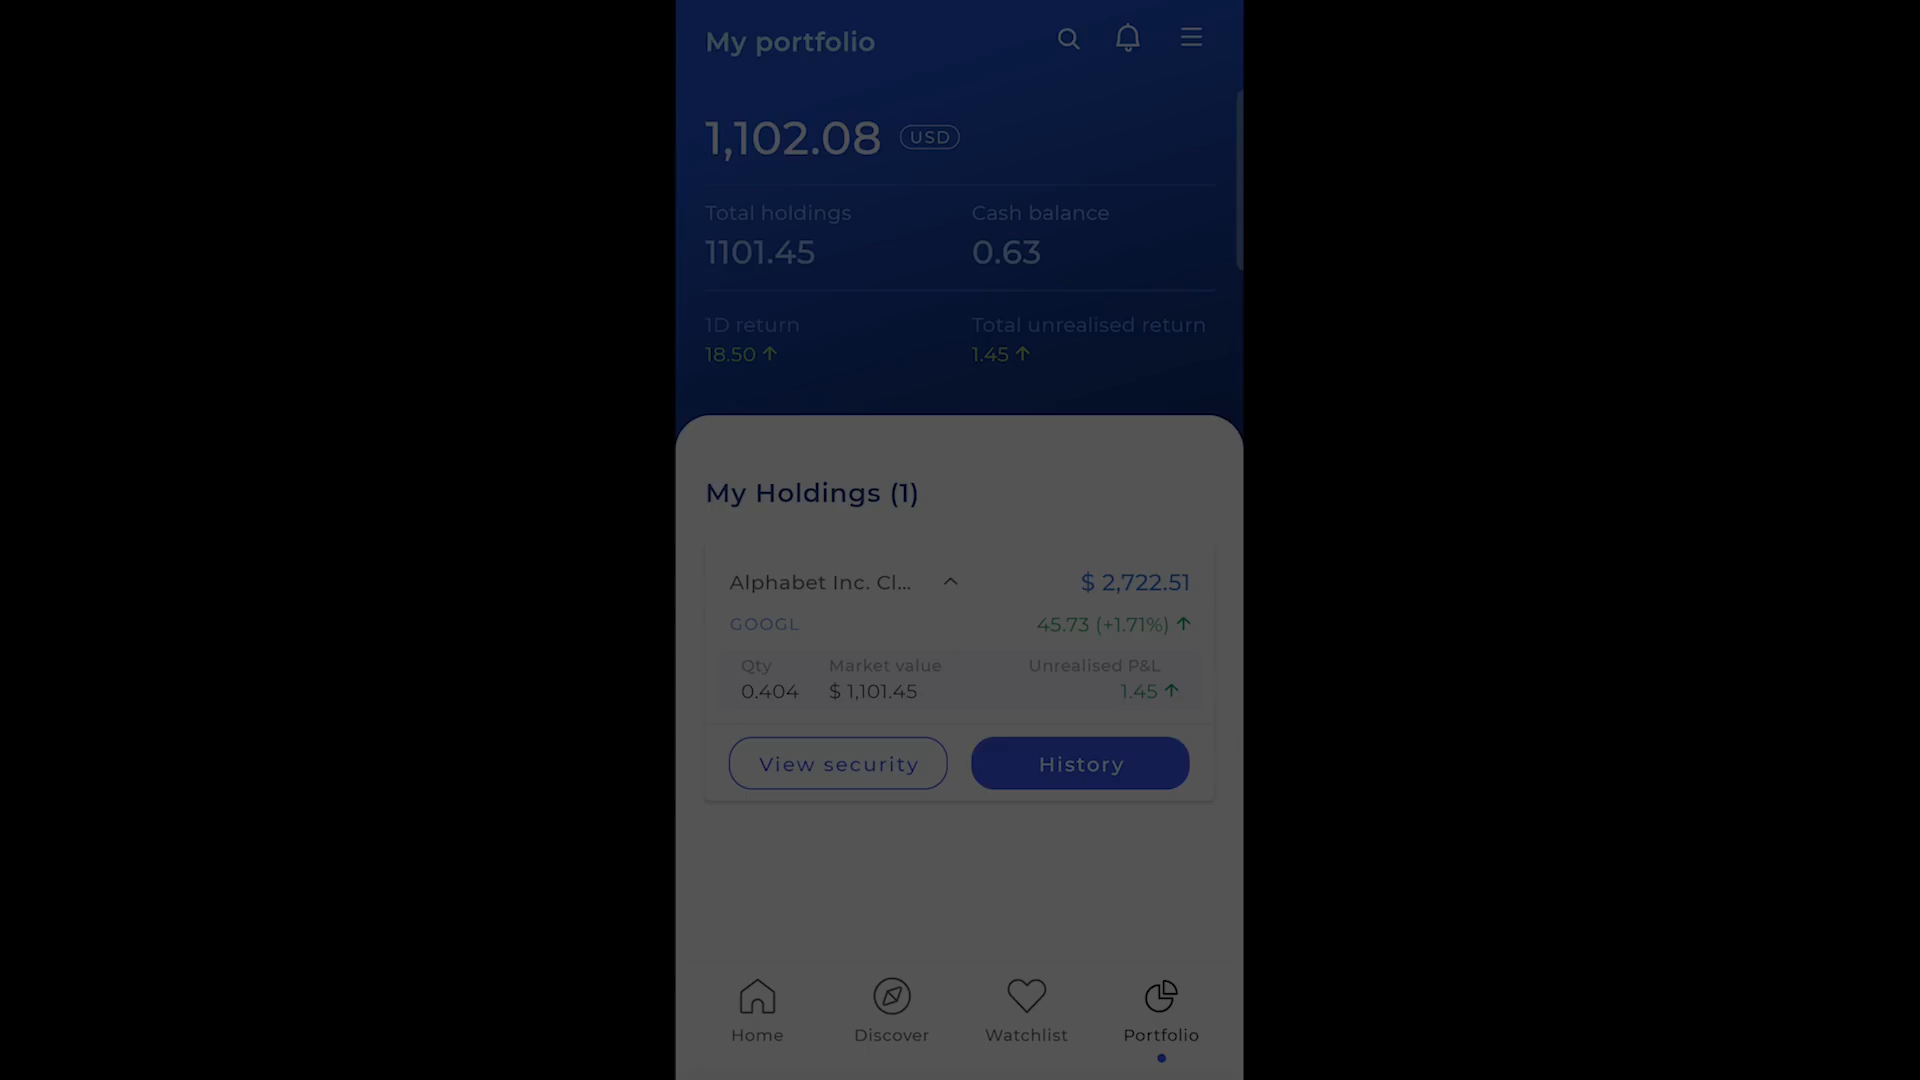 My portfolio
1,102.08 USD
Total holdings Cash balance
1101.45 0.63
1D return Total unrealised return
18.50 ↑ 1.45 ↑
My Holdings (1)
Alphabet Inc. Cl... $ 2,722.51
GOOGL 45.73 (+1.71%) ↑
Qty Market value Unrealised P&L
0.404 $ 1,101.45 1.45 ↑
View security History
Home Discover Watchlist Portfolio